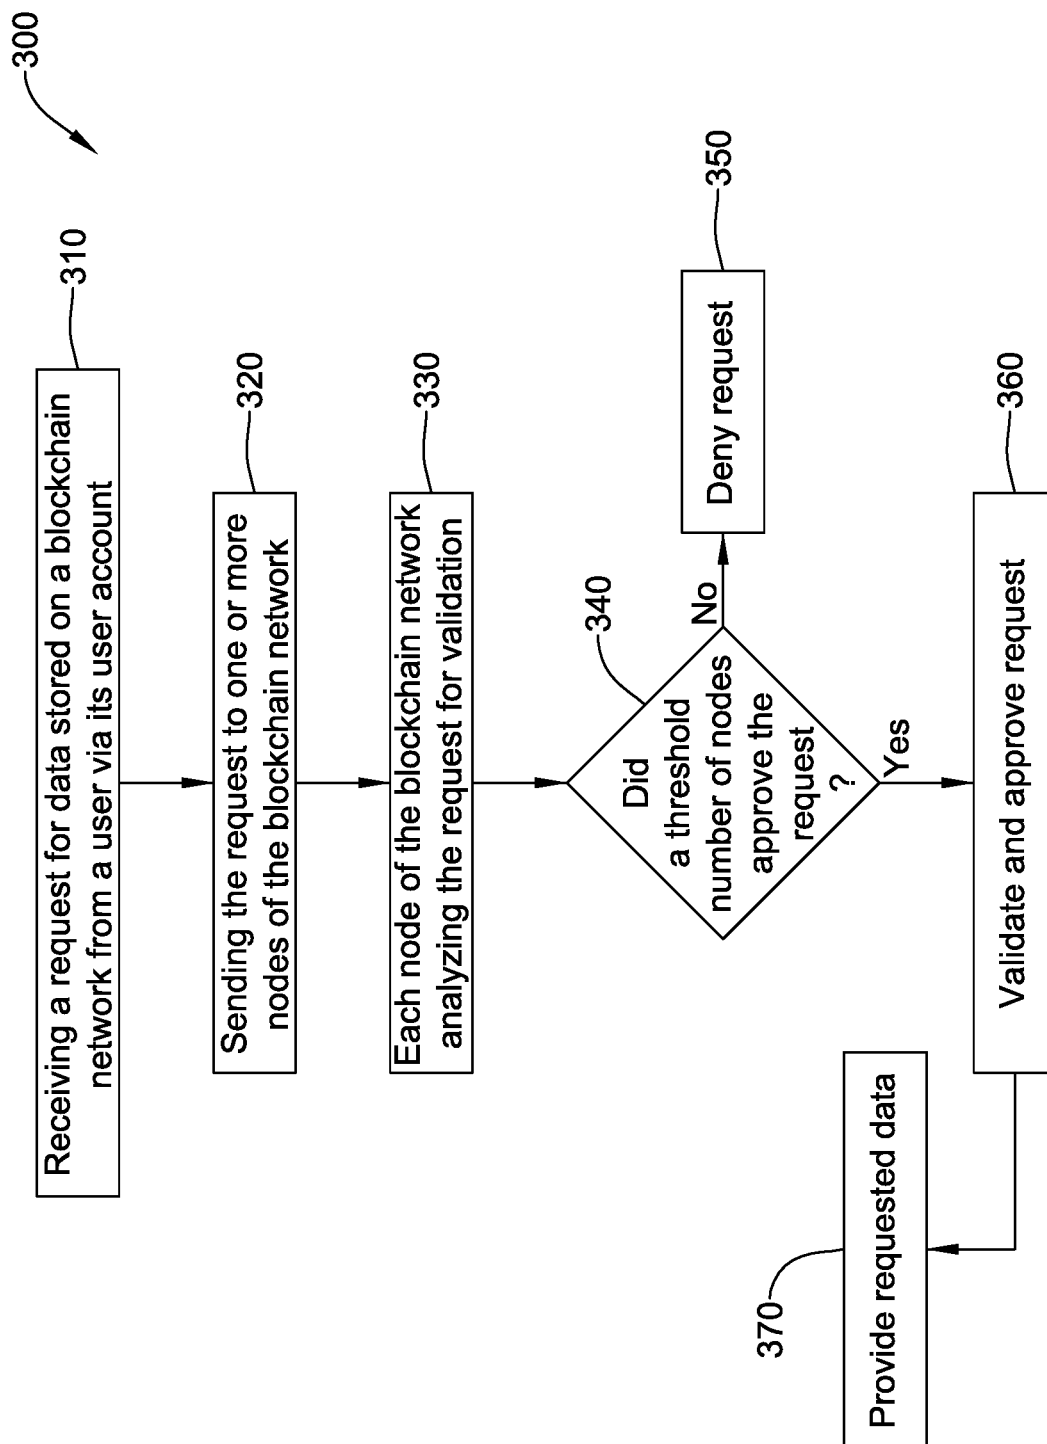 300
310
Receiving a request for data stored on a blockchain
network from a user via its user account
320
Sending the request to one or more
nodes of the blockchain network
330
Each node of the blockchain network
analyzing the request for validation
340
Did
a threshold
number of nodes
approve the
request
?
No
350
Deny request
Yes
360
Validate and approve request
370
Provide requested data